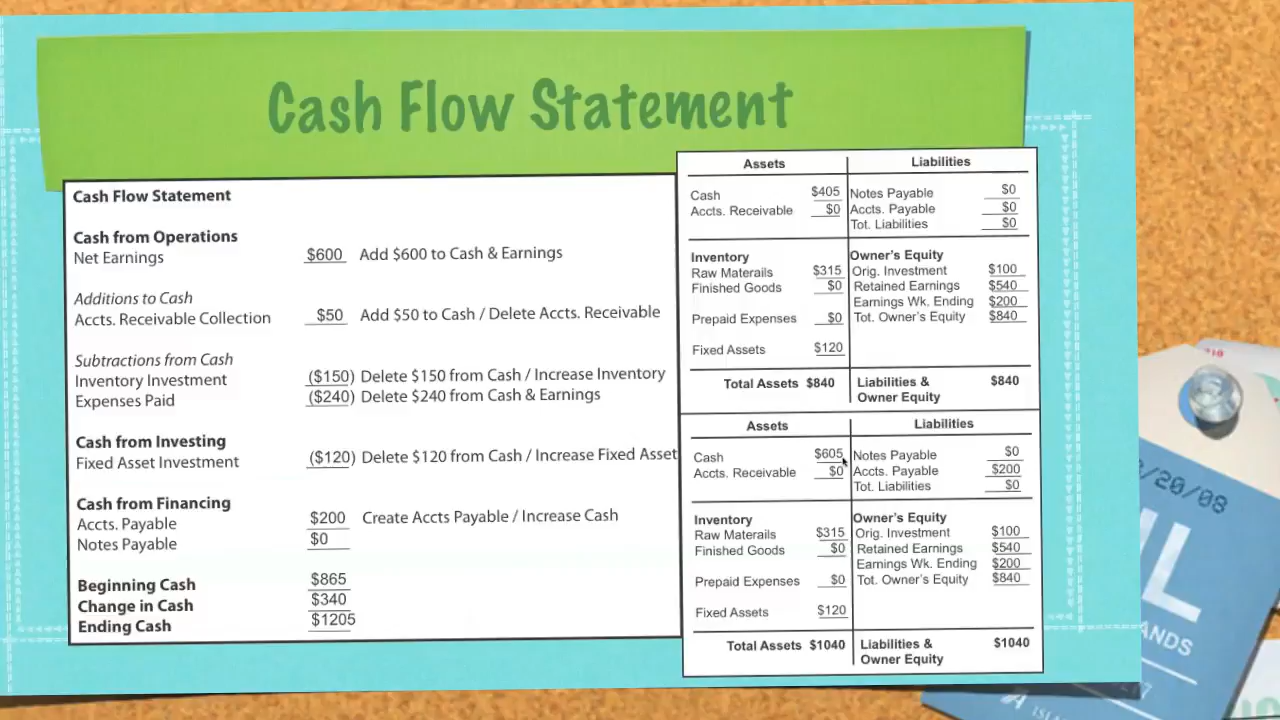 Cash Flow Statement
Cash Flow Statement
Cash from Operations
Net Earnings $600 Add $600 to Cash & Earnings
Additions to Cash
Accts. Receivable Collection $50 Add $50 to Cash / Delete Accts. Receivable
Subtractions from Cash
Inventory Investment ($150) Delete $150 from Cash / Increase Inventory
Expenses Paid ($240) Delete $240 from Cash & Earnings
Cash from Investing
Fixed Asset Investment ($120) Delete $120 from Cash / Increase Fixed Asset
Cash from Financing
Accts. Payable $200 Create Accts Payable / Increase Cash
Notes Payable $0
Beginning Cash $865
Change in Cash $340
Ending Cash $1205
Assets Liabilities
Cash $405 Notes Payable $0
Accts. Receivable $0 Accts. Payable $0
Tot. Liabilities $0
Inventory Owner's Equity
Raw Materails $315 Orig. Investment $100
Finished Goods $0 Retained Earnings $540
Earnings Wk. Ending $200
Prepaid Expenses $0 Tot. Owner's Equity $840
Fixed Assets $120
Total Assets $840 Liabilities & $840
Owner Equity
Assets Liabilities
Cash $605 Notes Payable $0
Accts. Receivable $0 Accts. Payable $200
Tot. Liabilities $0
Inventory Owner's Equity
Raw Materails $315 Orig. Investment $100
Finished Goods $0 Retained Earnings $540
Earnings Wk. Ending $200
Prepaid Expenses $0 Tot. Owner's Equity $840
Fixed Assets $120
Total Assets $1040 Liabilities & $1040
Owner Equity
/20/08
ANDS